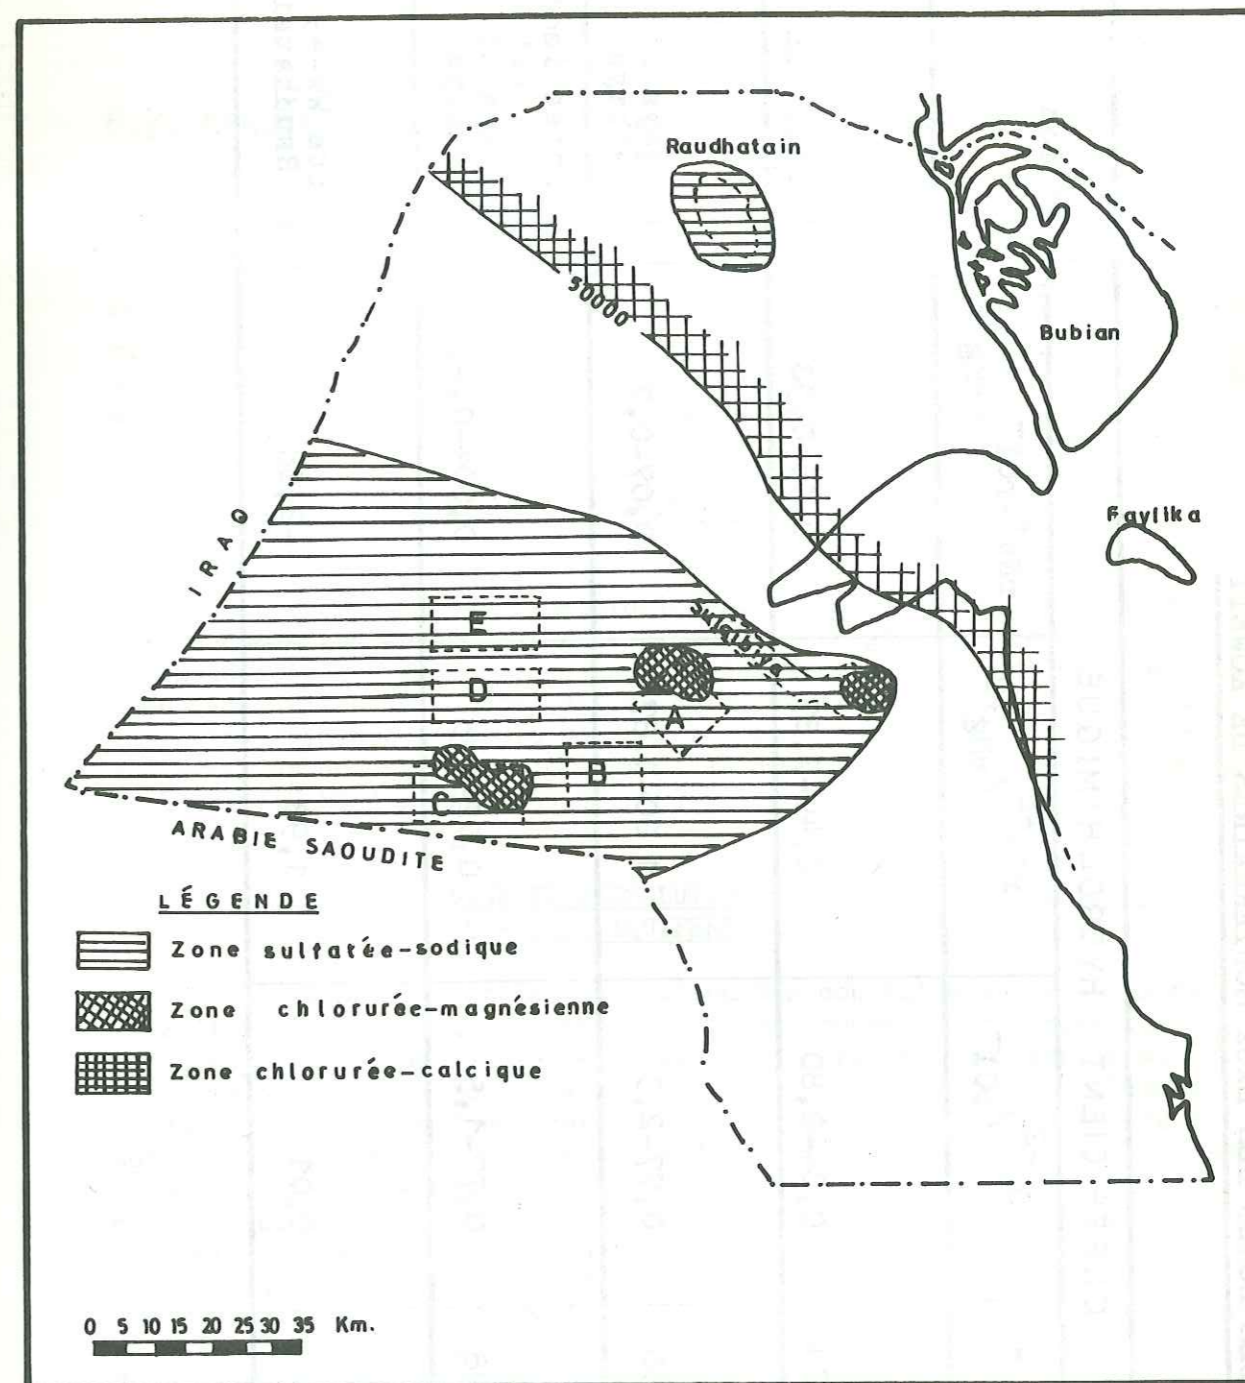 Raudhatain
50000
Bubian
Faylika
IRAQ
Sulaibiya
E
D
A
B
C
ARABIE SAOUDITE
LÉGENDE
Zone sulfatée-sodique
Zone chlorurée-magnésienne
Zone chlorurée-calcique
0 5 10 15 20 25 30 35 Km.